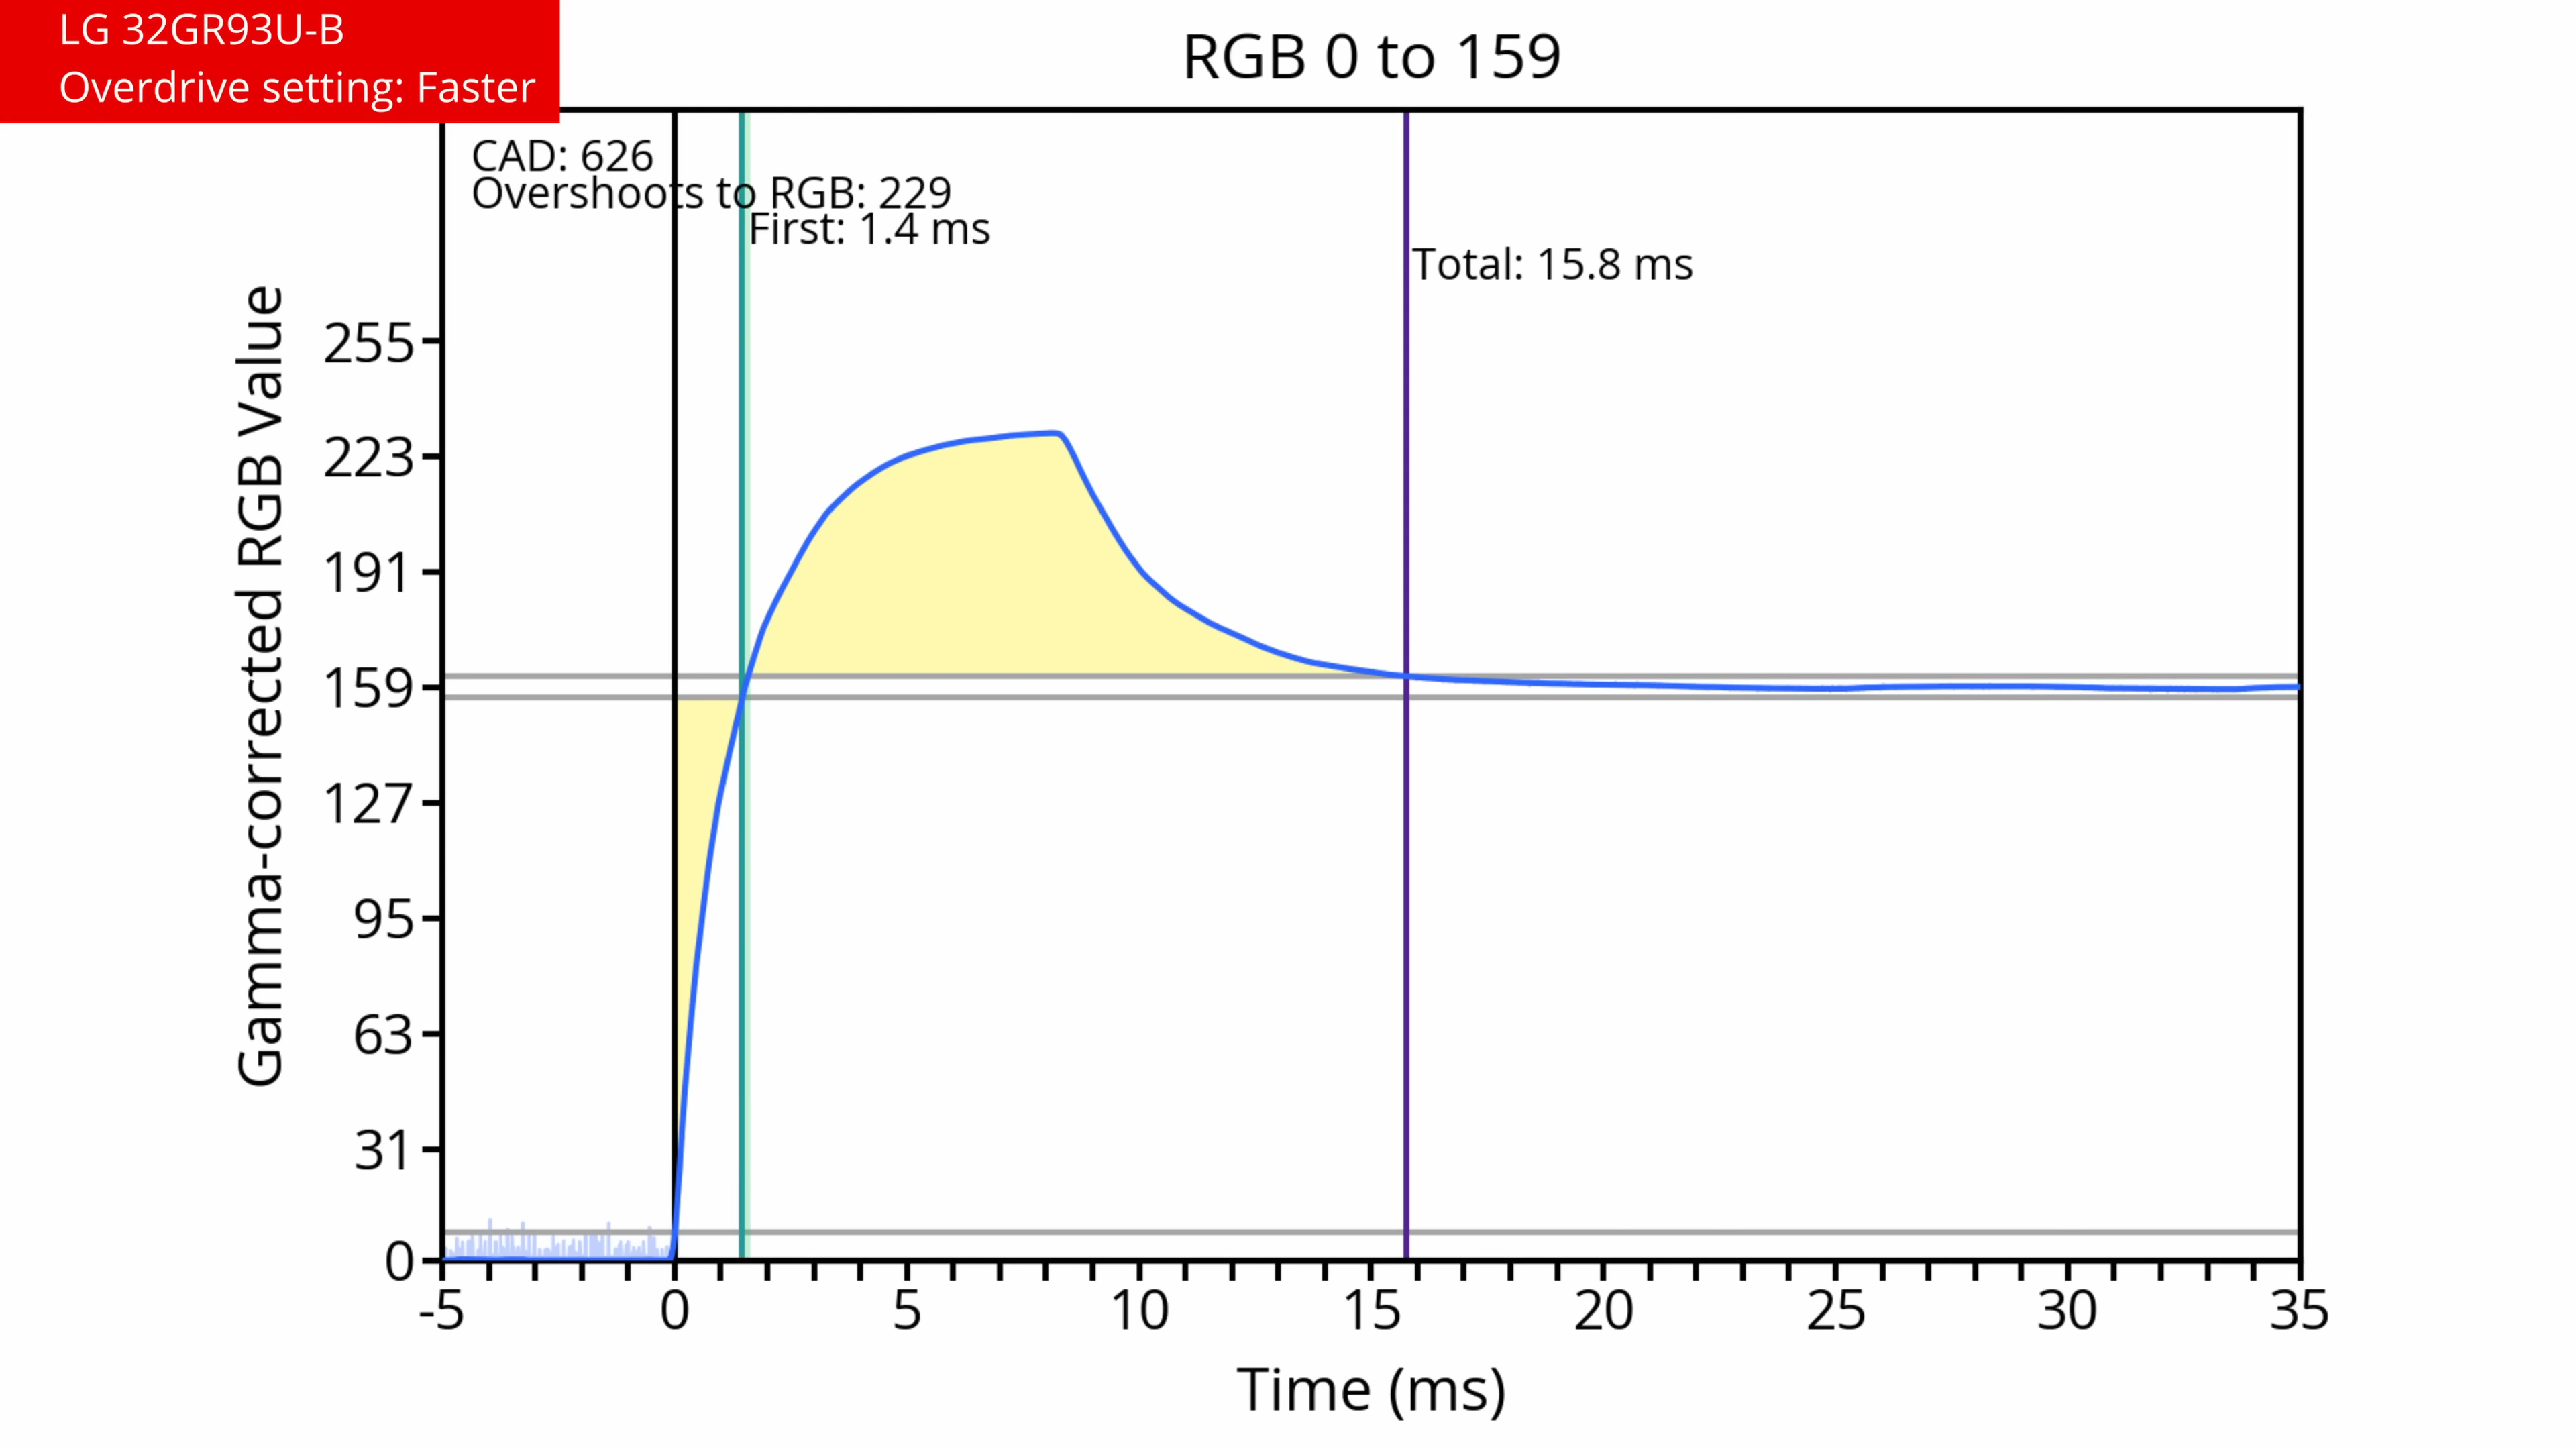 LG 32GR93U-B
Overdrive setting: Faster
RGB 0 to 159
CAD: 626
Overshoots to RGB: 229
First: 1.4 ms
Total: 15.8 ms
Gamma-corrected RGB Value
255
223
191
159
127
95
63
31
0
-5 0 5 10 15 20 25 30 35
Time (ms)